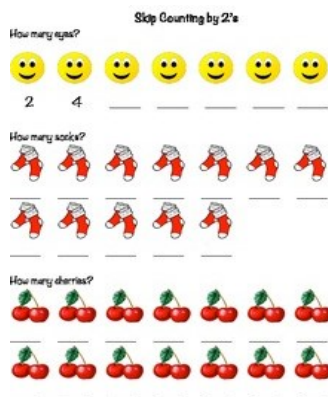 Skip Counting by 2's
How many eyes?
2 4
How many socks?
How many cherries?